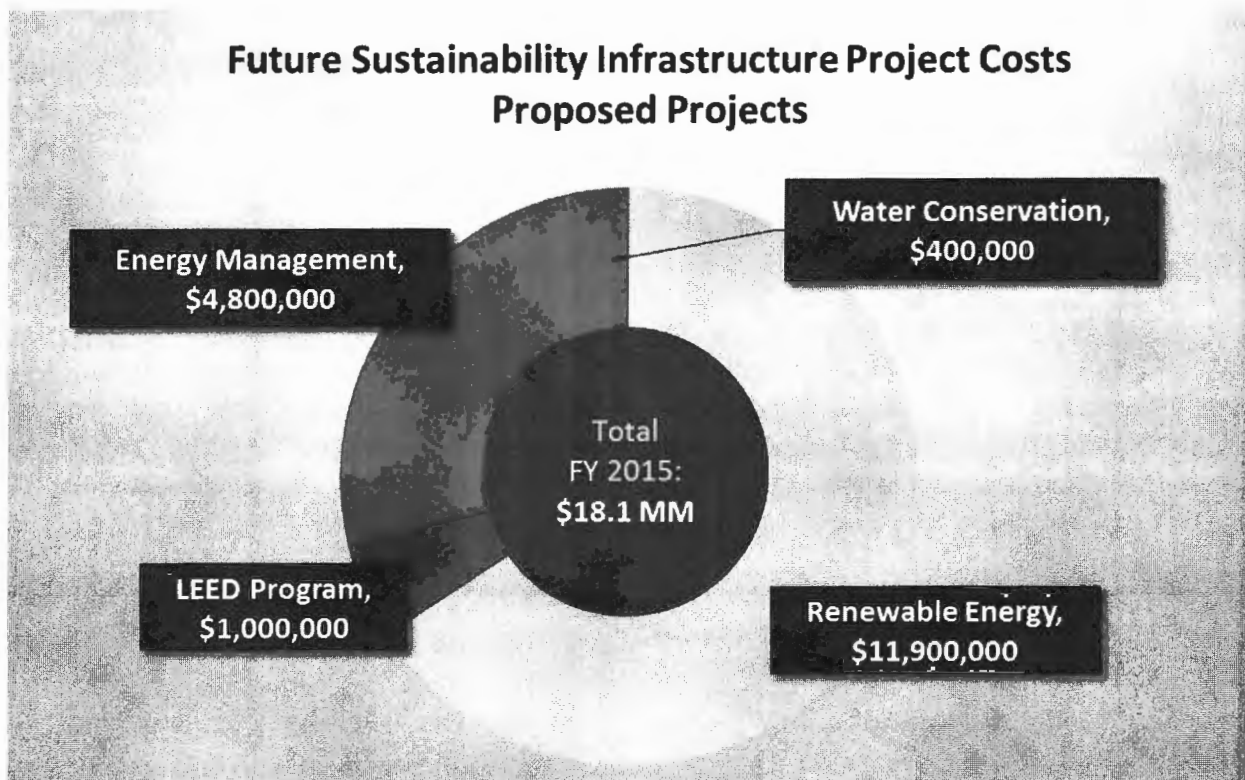 Future Sustainability Infrastructure Project Costs
Proposed Projects
Water Conservation,
$400,000
Energy Management,
$4,800,000
Total
FY 2015:
$18.1 MM
LEED Program,
$1,000,000
Renewable Energy,
$11,900,000